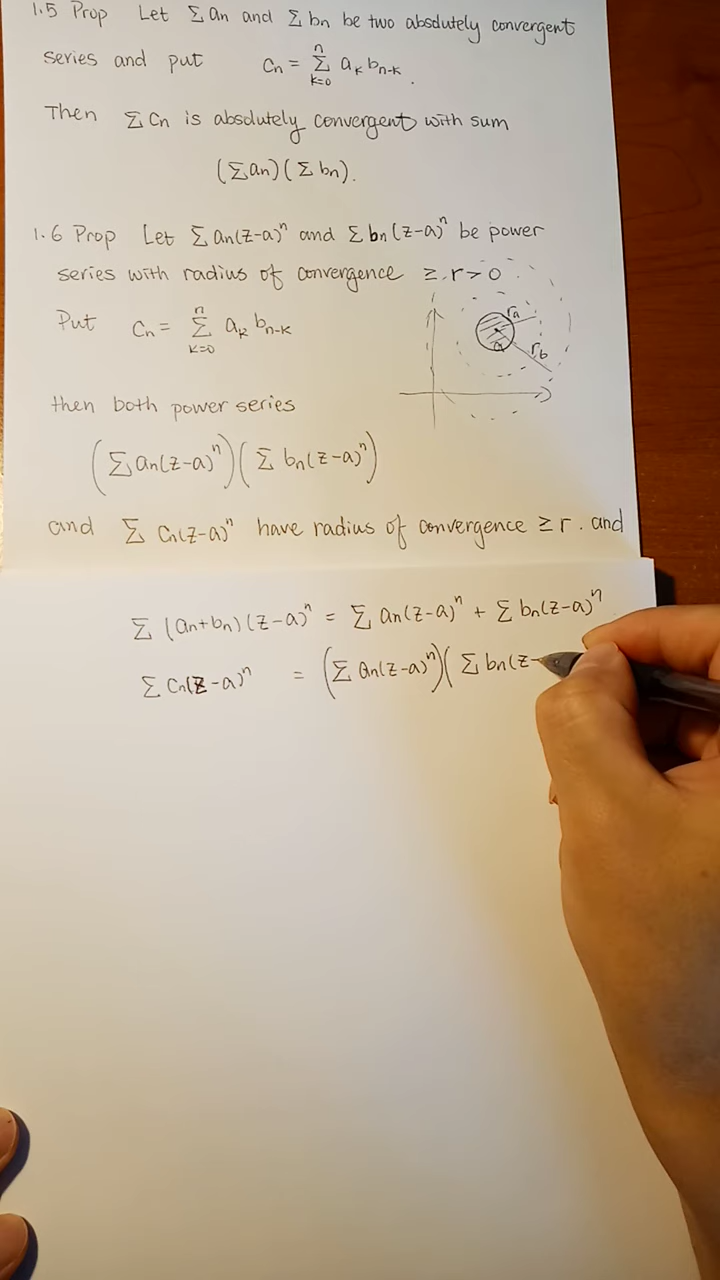 1.5 Prop Let Σ an and Σ bn be two absolutely convergent
series and put cn = Σ_{k=0}^{n} ak bn-k.
Then Σ Cn is absolutely convergent with sum
(Σ an)(Σ bn).
1.6 Prop Let Σ an(z-a)^n and Σ bn(z-a)^n be power
series with radius of convergence ≥ r > 0
Put cn = Σ_{k=0}^{n} ak bn-k
ra
a
rb
then both power series
(Σ an(z-a)^n)(Σ bn(z-a)^n)
and Σ cn(z-a)^n have radius of convergence ≥ r. and
Σ (an+bn)(z-a)^n = Σ an(z-a)^n + Σ bn(z-a)^n
Σ cn(z-a)^n = (Σ an(z-a)^n)(Σ bn(z-